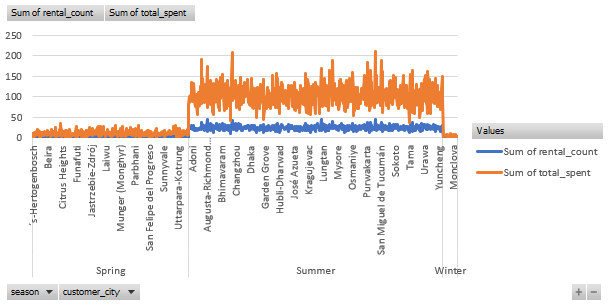 Sum of rental_count Sum of total_spent
250
200
150
100
50
0
's-Hertogenbosch
Beira
Citrus Heights
Funafuti
Jastrzebie-Zdrój
Laiwu
Munger (Monghyr)
Parbhani
San Felipe del Progreso
Sunnyvale
Uttarpara-Kotrung
Adoni
Augusta-Richmond...
Bhimavaram
Changzhou
Dhaka
Garden Grove
Hubli-Dharwad
José Azueta
Kragujevac
Lungtan
Mysore
Osmaniye
Purwakarta
San Miguel de Tucumán
Sokoto
Tama
Urawa
Yuncheng
Monclova
Spring Summer Winter
Values
Sum of rental_count
Sum of total_spent
season customer_city
+ −